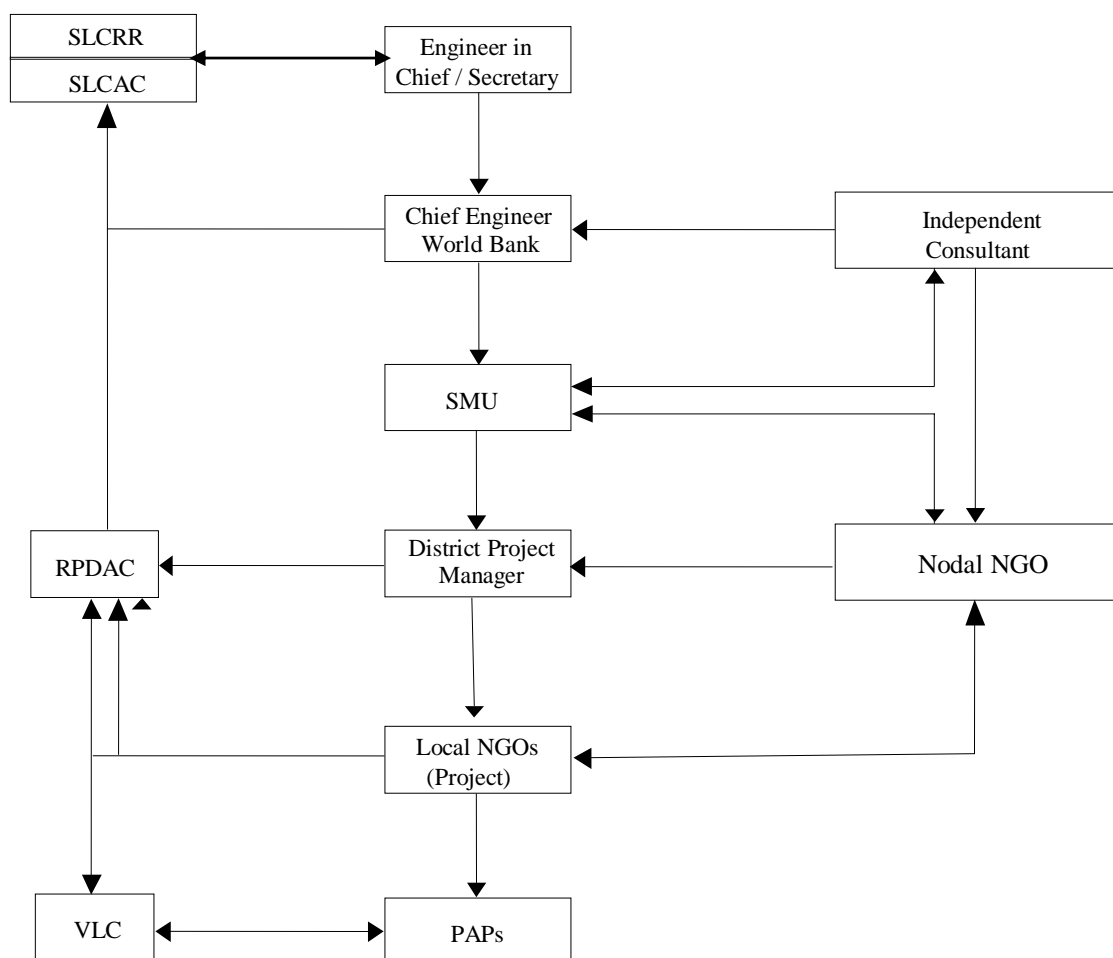 SLCRR
SLCAC
Engineer in
Chief / Secretary
Chief Engineer
World Bank
Independent
Consultant
SMU
RPDAC
District Project
Manager
Nodal NGO
Local NGOs
(Project)
VLC
PAPs